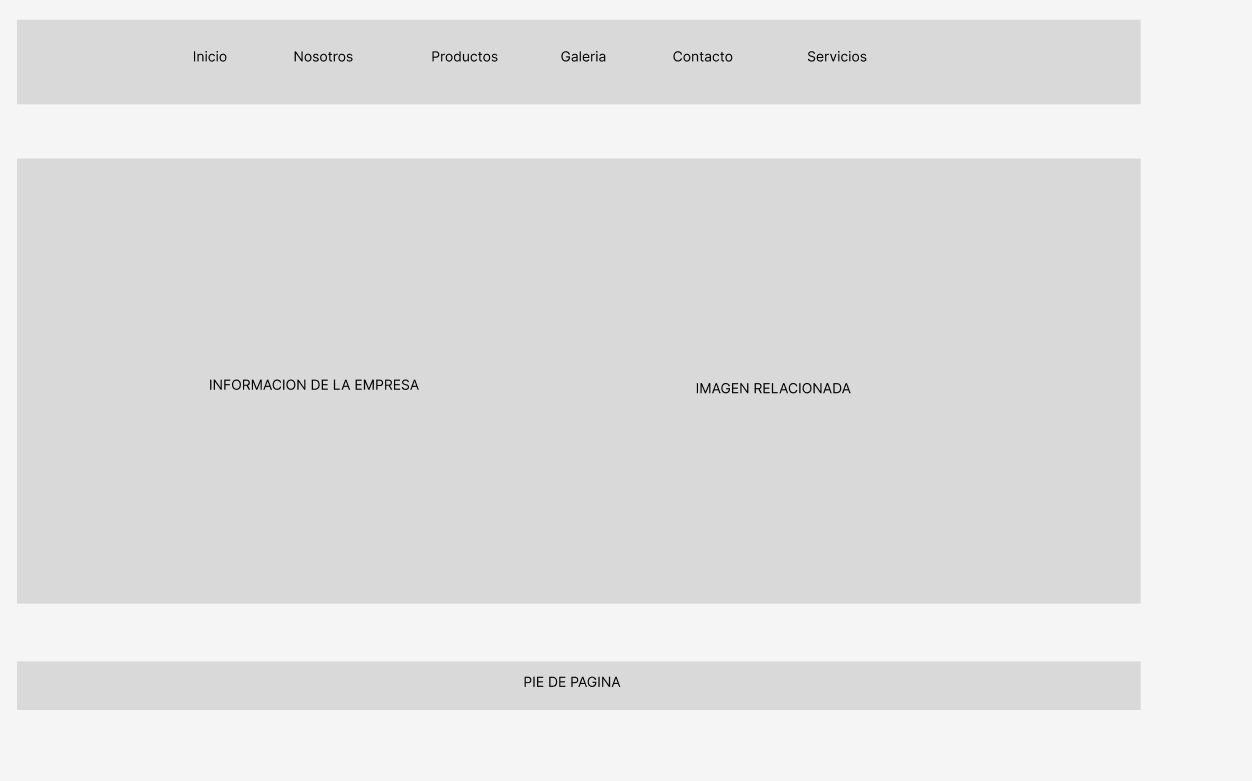 Inicio Nosotros Productos Galeria Contacto Servicios
INFORMACION DE LA EMPRESA
IMAGEN RELACIONADA
PIE DE PAGINA